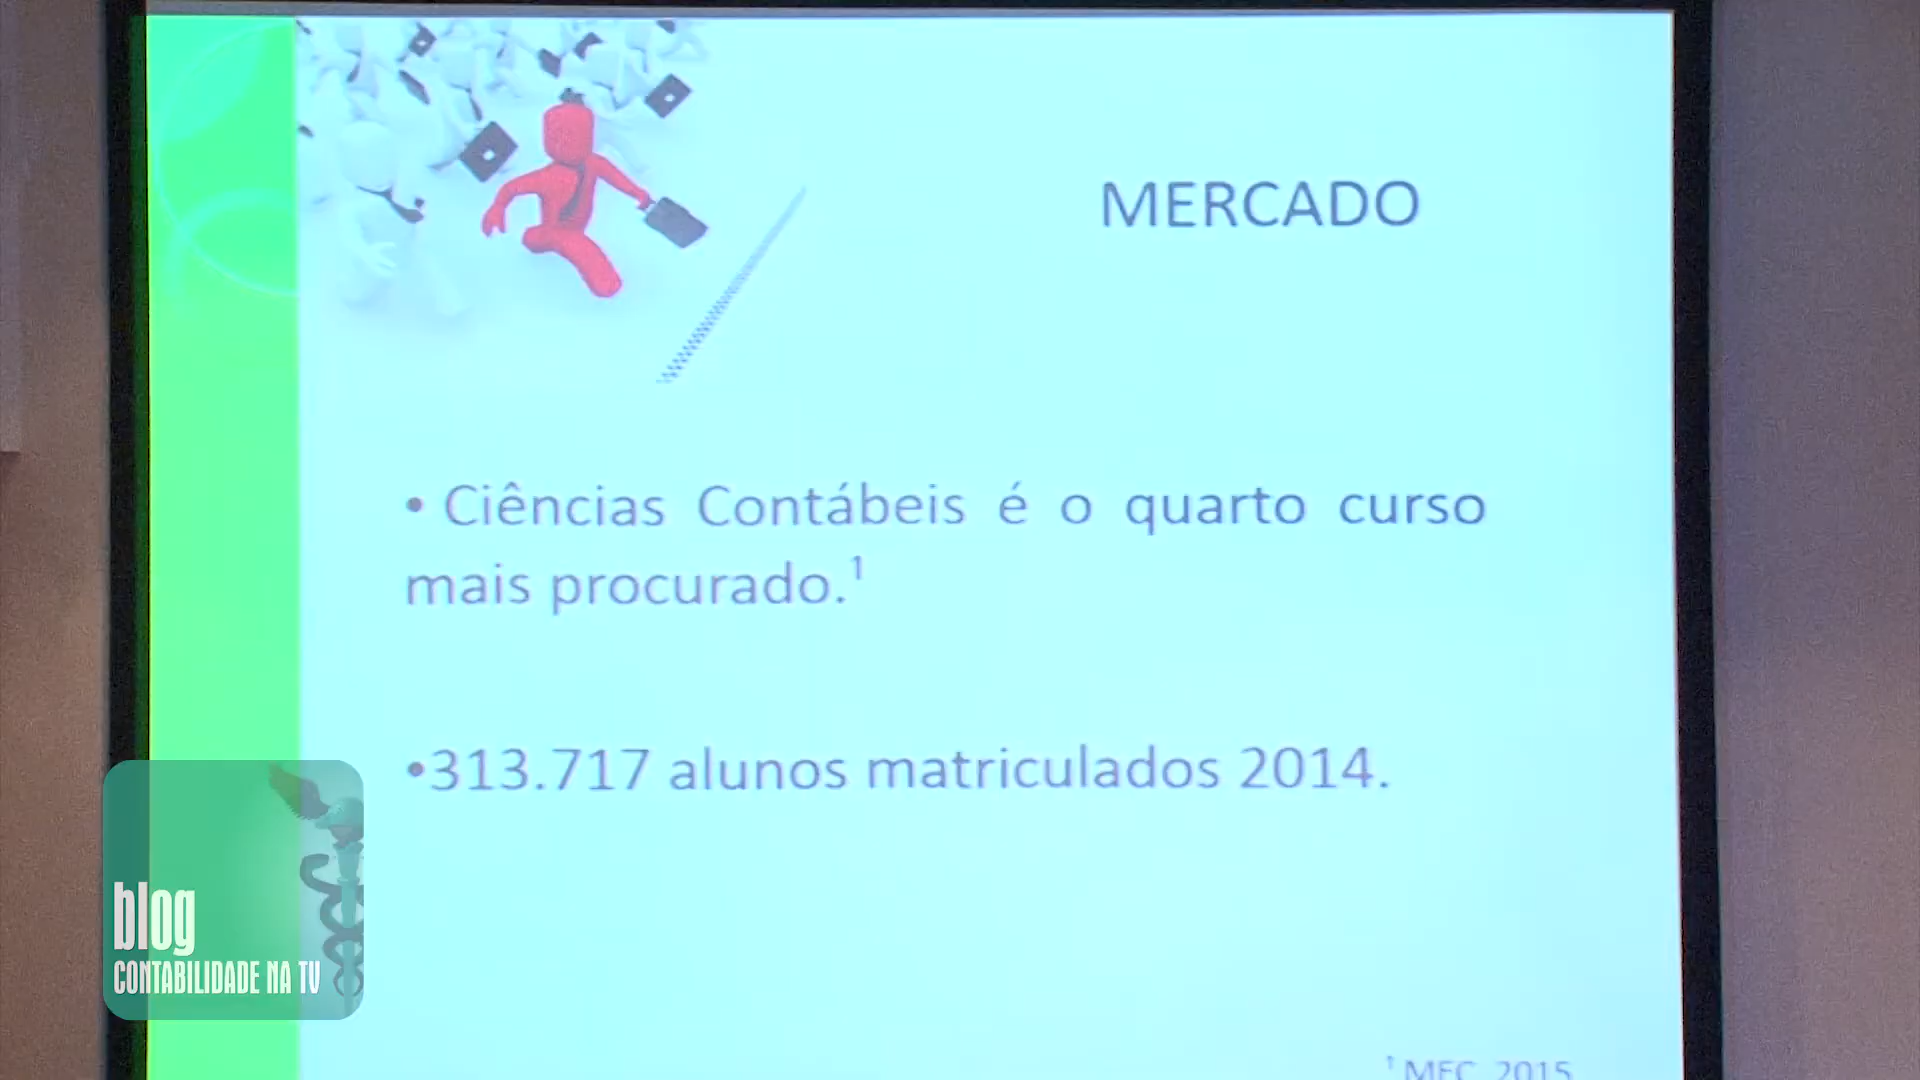 MERCADO
• Ciências Contábeis é o quarto curso
mais procurado.¹
•313.717 alunos matriculados 2014.
blog
CONTABILIDADE NA TV
¹ MEC, 2015